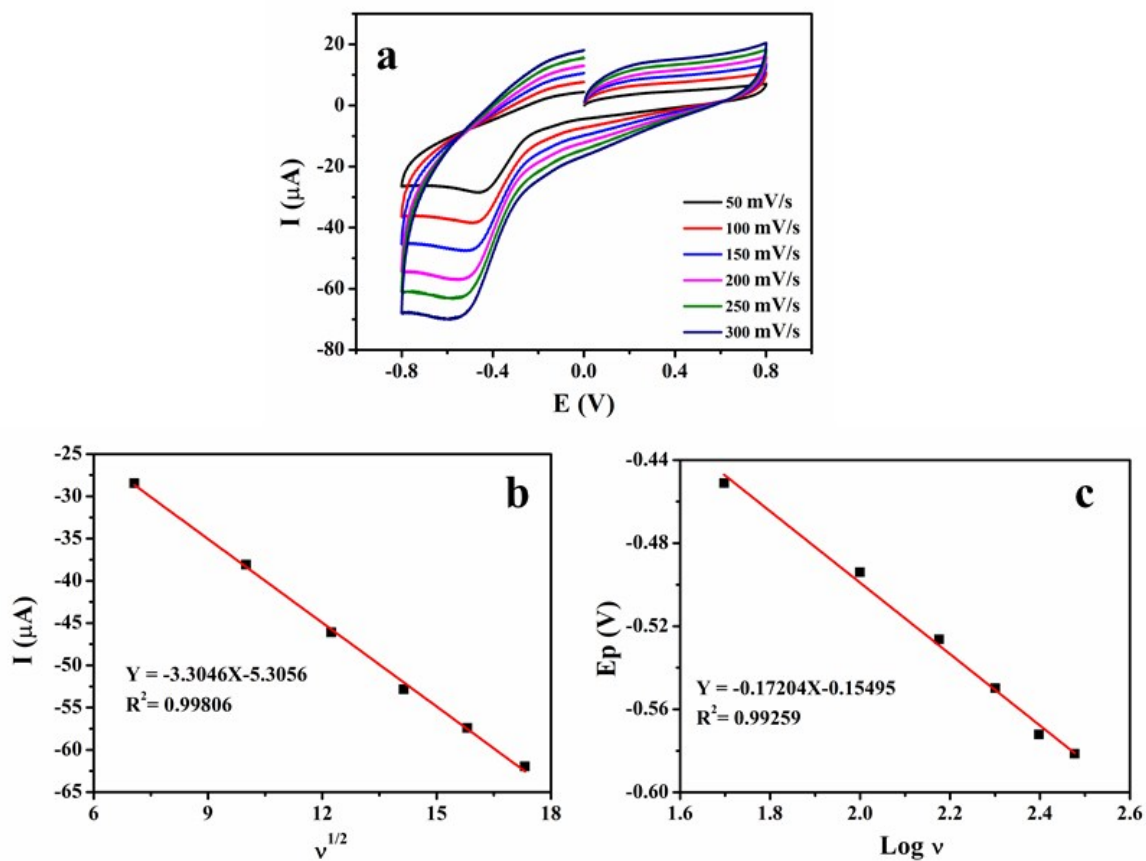 a
20
0
-20
-40
-60
-80
I (μA)
50 mV/s
100 mV/s
150 mV/s
200 mV/s
250 mV/s
300 mV/s
-0.8
-0.4
0.0
0.4
0.8
E (V)
b
-25
-30
-35
-40
-45
-50
-55
-60
-65
I (μA)
Y = -3.3046X-5.3056
R²= 0.99806
6
9
12
15
18
ν^1/2
c
-0.44
-0.48
-0.52
-0.56
-0.60
Ep (V)
Y = -0.17204X-0.15495
R²= 0.99259
1.6
1.8
2.0
2.2
2.4
2.6
Log ν